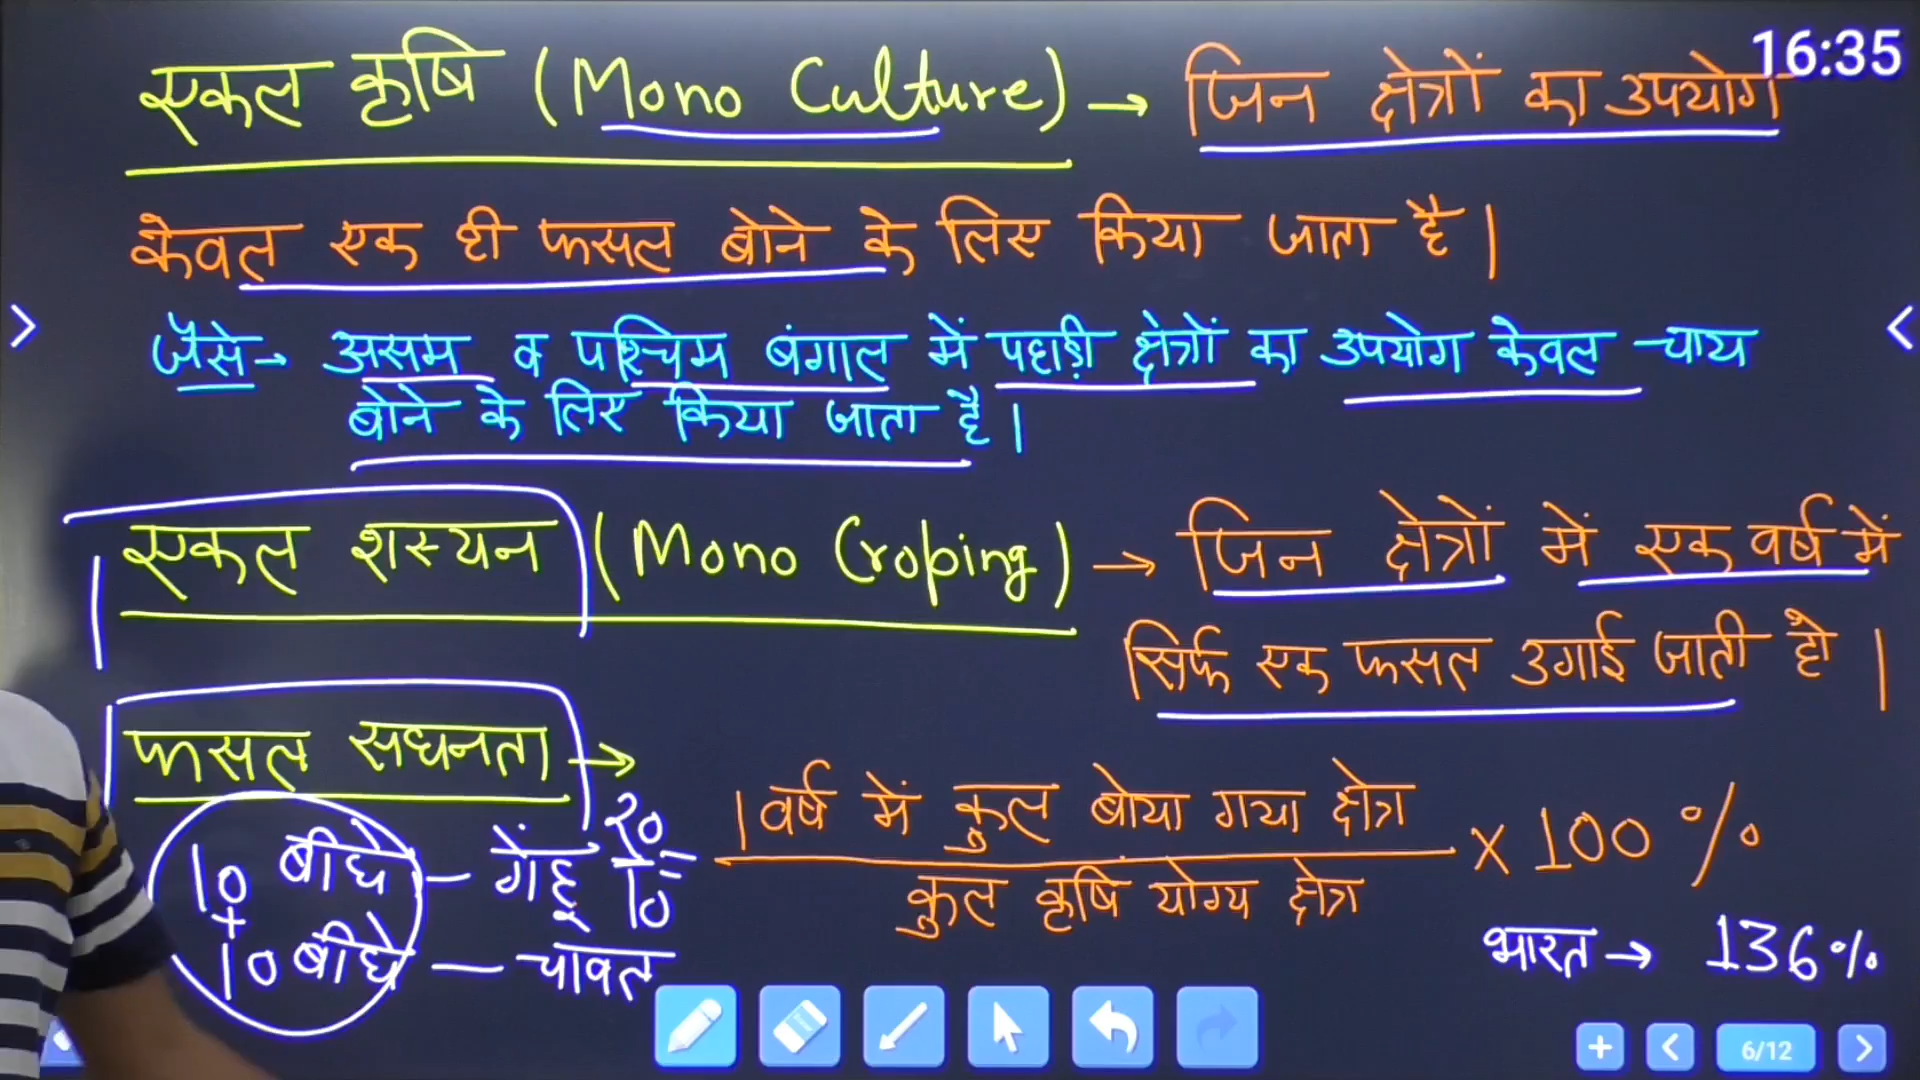 16:35
एकल कृषि (Mono Culture) → जिन क्षेत्रों का उपयोग
केवल एक ही फसल बोने के लिए किया जाता है |
जैसे → असम व पश्चिम बंगाल में पहाड़ी क्षेत्रों का उपयोग केवल चाय
बोने के लिए किया जाता है |
एकल शस्यन (Mono Croping) → जिन क्षेत्रों में एक वर्ष में
सिर्फ एक फसल उगाई जाती हो |
फसल सघनता →
1 वर्ष में कुल बोया गया क्षेत्र
कुल कृषि योग्य क्षेत्र
× 100 %
10 बीघे — गेंहू
+
10 बीघे — चावल
20
10
=
भारत → 136%
6/12